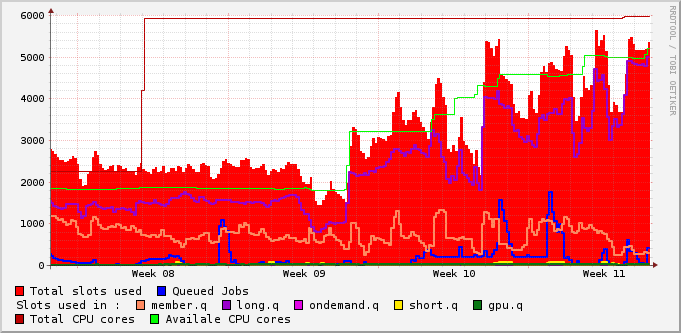 6000
5000
4000
3000
2000
1000
0
Week 08 Week 09 Week 10 Week 11
RRDTOOL / TOBI OETIKER
Total slots used Queued Jobs
Slots used in : member.q long.q ondemand.q short.q gpu.q
Total CPU cores Availale CPU cores